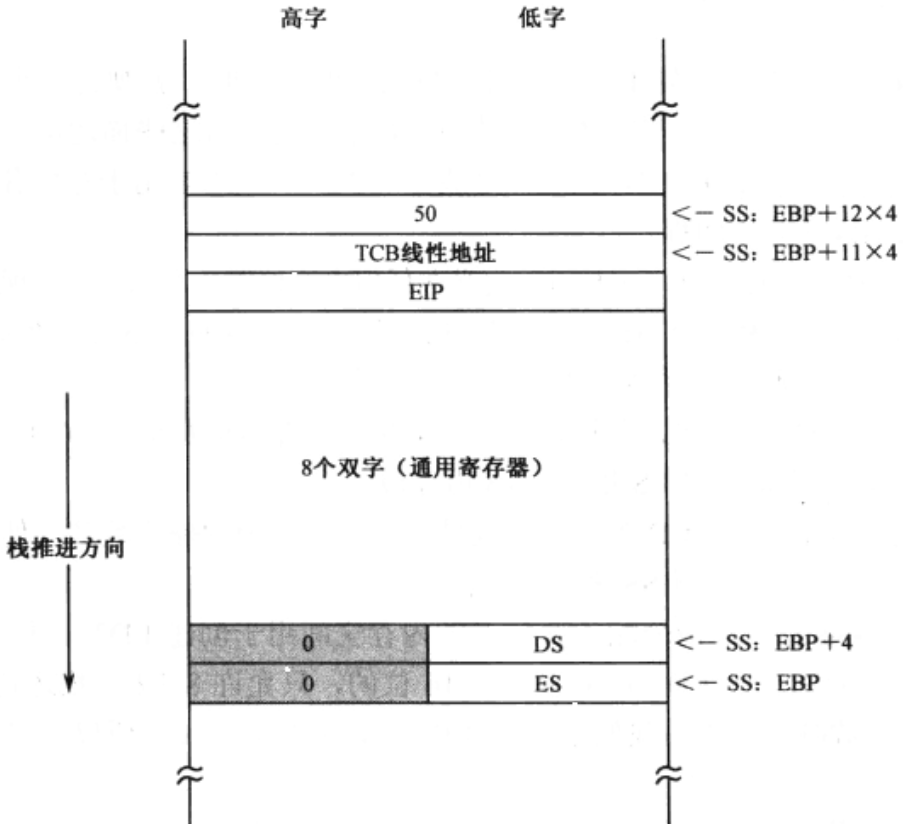 高字 低字
50 <— SS：EBP＋12×4
TCB线性地址 <— SS：EBP＋11×4
EIP
8个双字（通用寄存器）
栈推进方向
0 DS <— SS：EBP＋4
0 ES <— SS：EBP